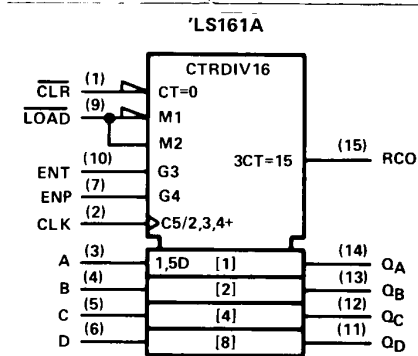 'LS161A
CTRDIV16
CLR (1) CT=0
LOAD (9) M1
M2
ENT (10) G3 3CT=15 (15) RCO
ENP (7) G4
CLK (2) C5/2,3,4+
A (3) 1,5D [1] (14) QA
B (4) [2] (13) QB
C (5) [4] (12) QC
D (6) [8] (11) QD